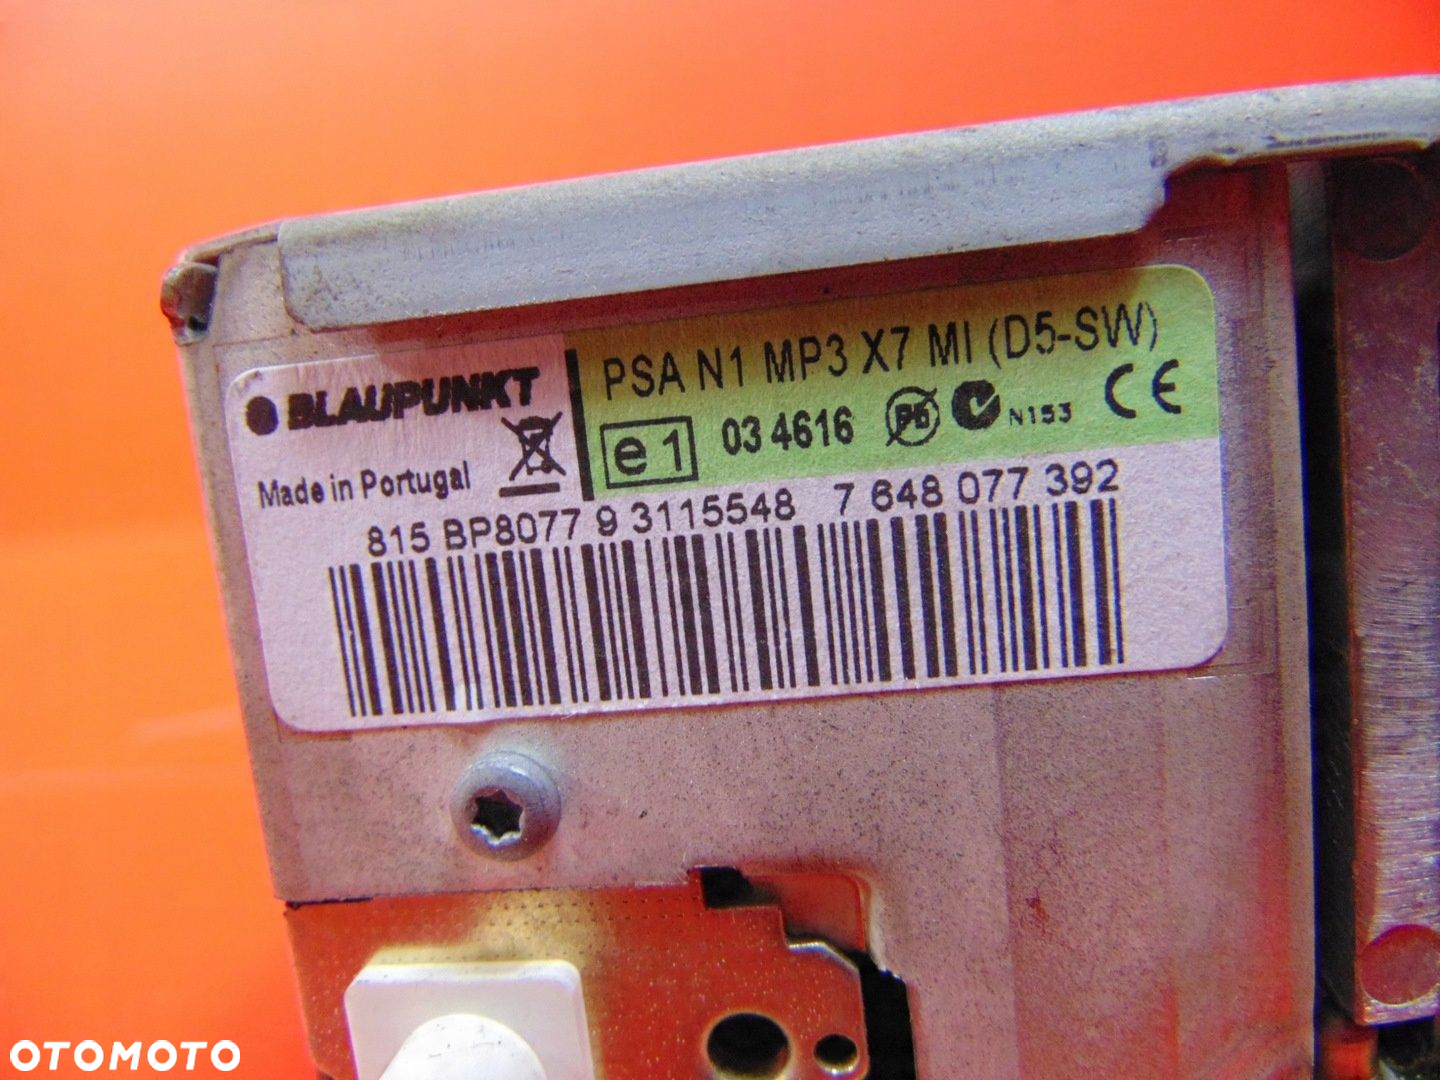 BLAUPUNKT
Made in Portugal
PSA N1 MP3 X7 MI (D5-SW)
e1 03 4616 Pb N153 CE
815 BP8077 9 3115548 7 648 077 392
OTOMOTO